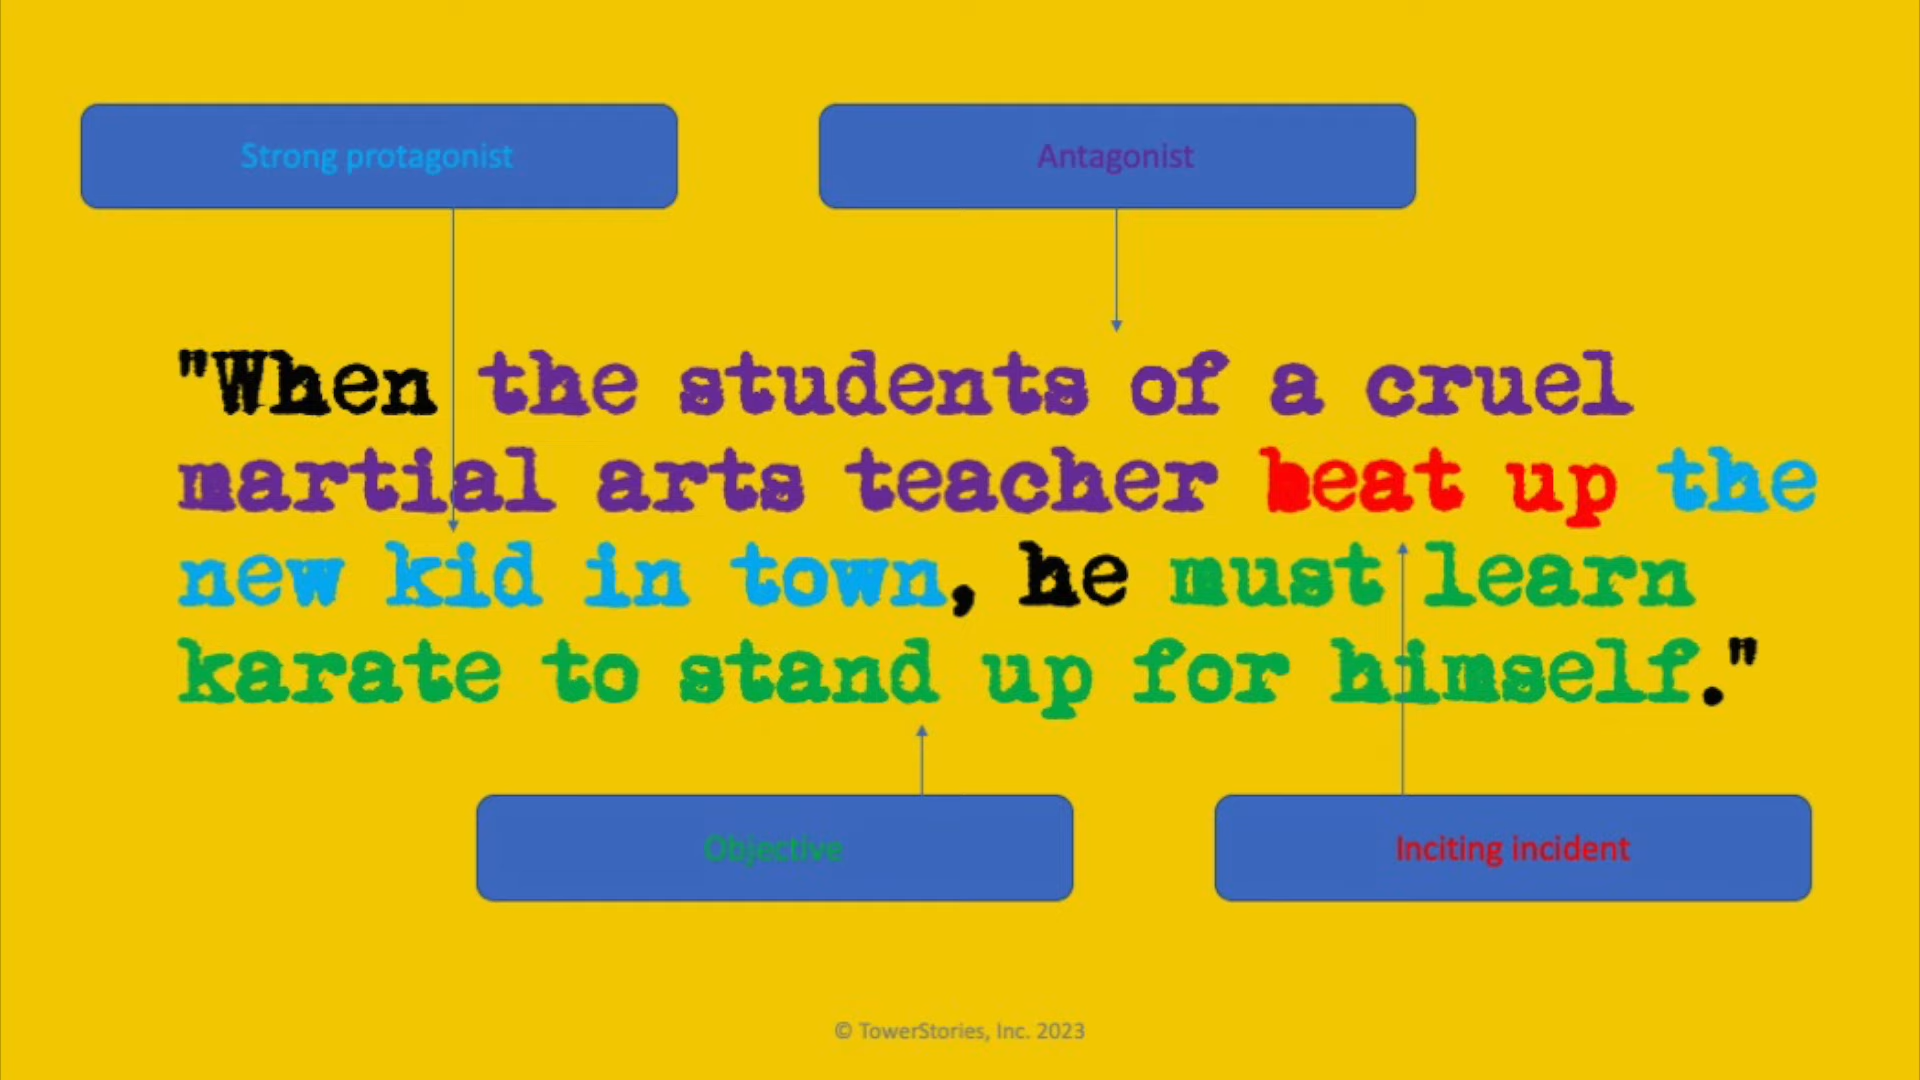 Strong protagonist
Antagonist
"When the students of a cruel
martial arts teacher beat up the
new kid in town, he must learn
karate to stand up for himself."
Objective
Inciting incident
© TowerStories, Inc. 2023